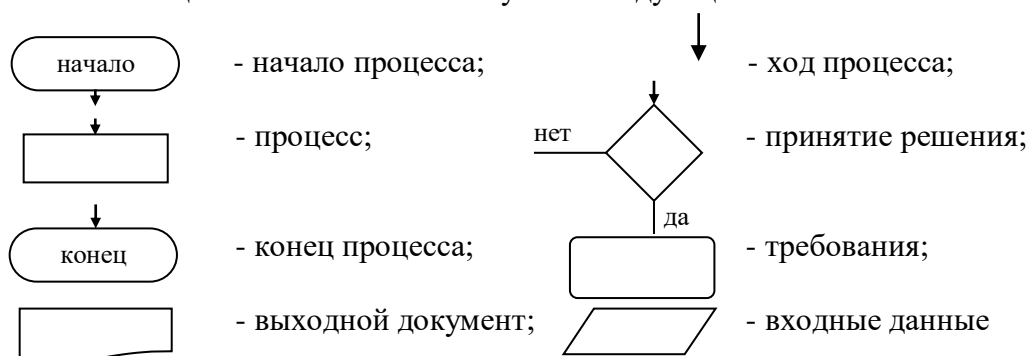 начало - начало процесса; - ход процесса;
- процесс; нет - принятие решения;
да
конец - конец процесса; - требования;
- выходной документ; - входные данные